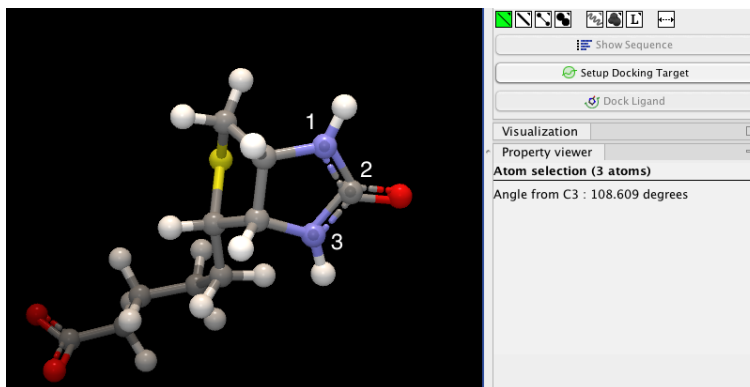 L
Show Sequence
Setup Docking Target
Dock Ligand
Visualization
Property viewer
Atom selection (3 atoms)
Angle from C3 : 108.609 degrees
1
2
3